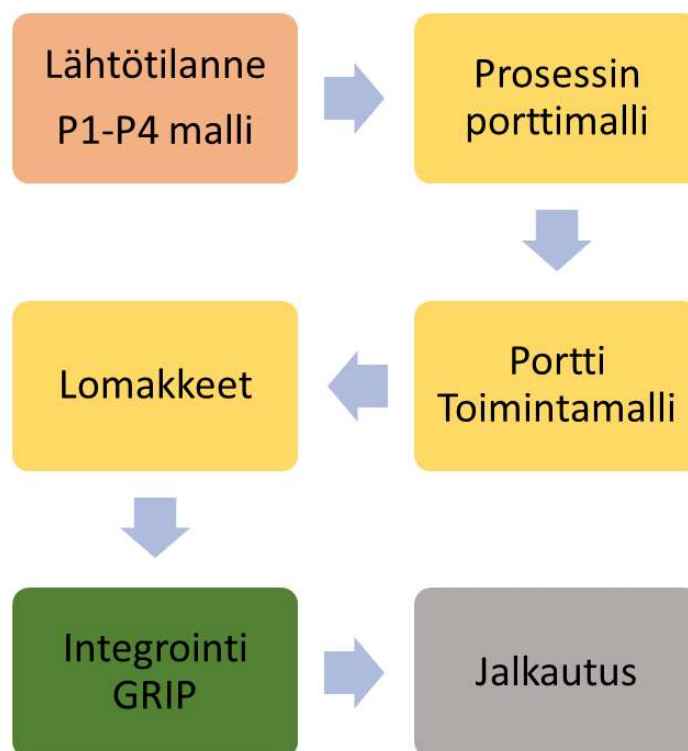 Lähtötilanne
P1-P4 malli
Prosessin
porttimalli
Portti
Toimintamalli
Lomakkeet
Integrointi
GRIP
Jalkautus